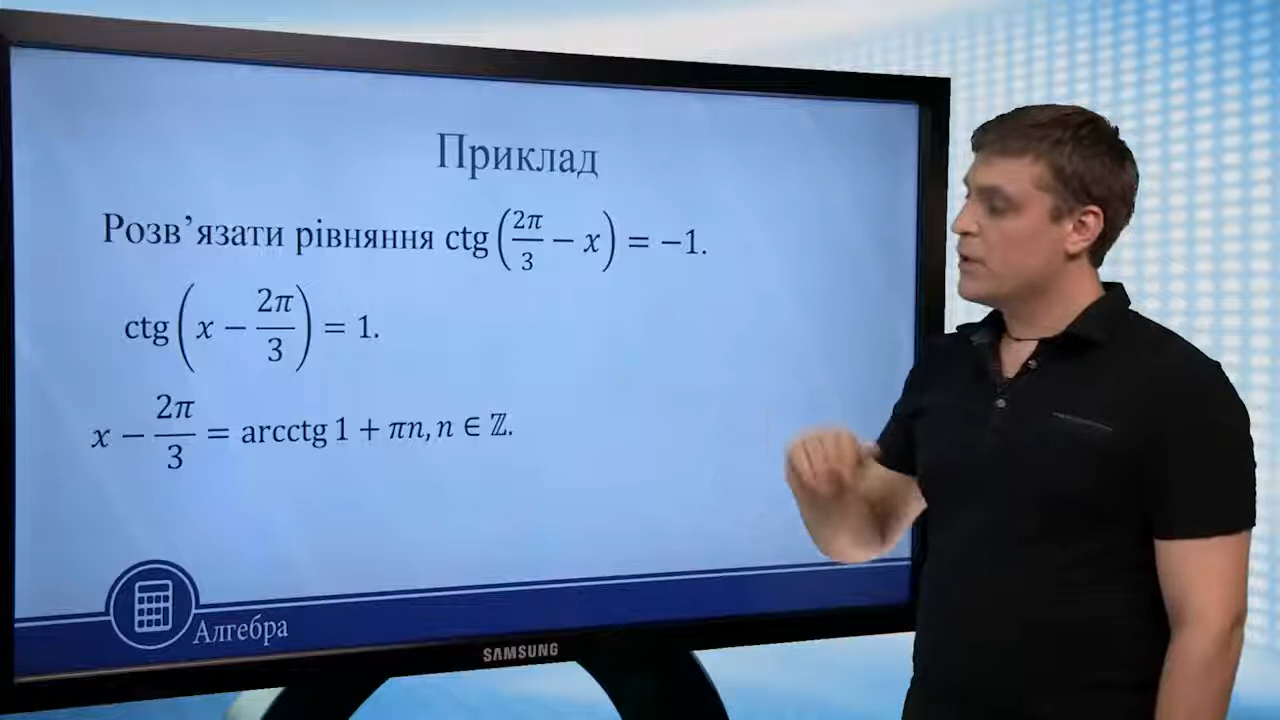 Приклад
Розв’язати рівняння ctg(2π/3 − x) = −1.
ctg(x − 2π/3) = 1.
x − 2π/3 = arcctg 1 + πn, n ∈ ℤ.
Алгебра
SAMSUNG